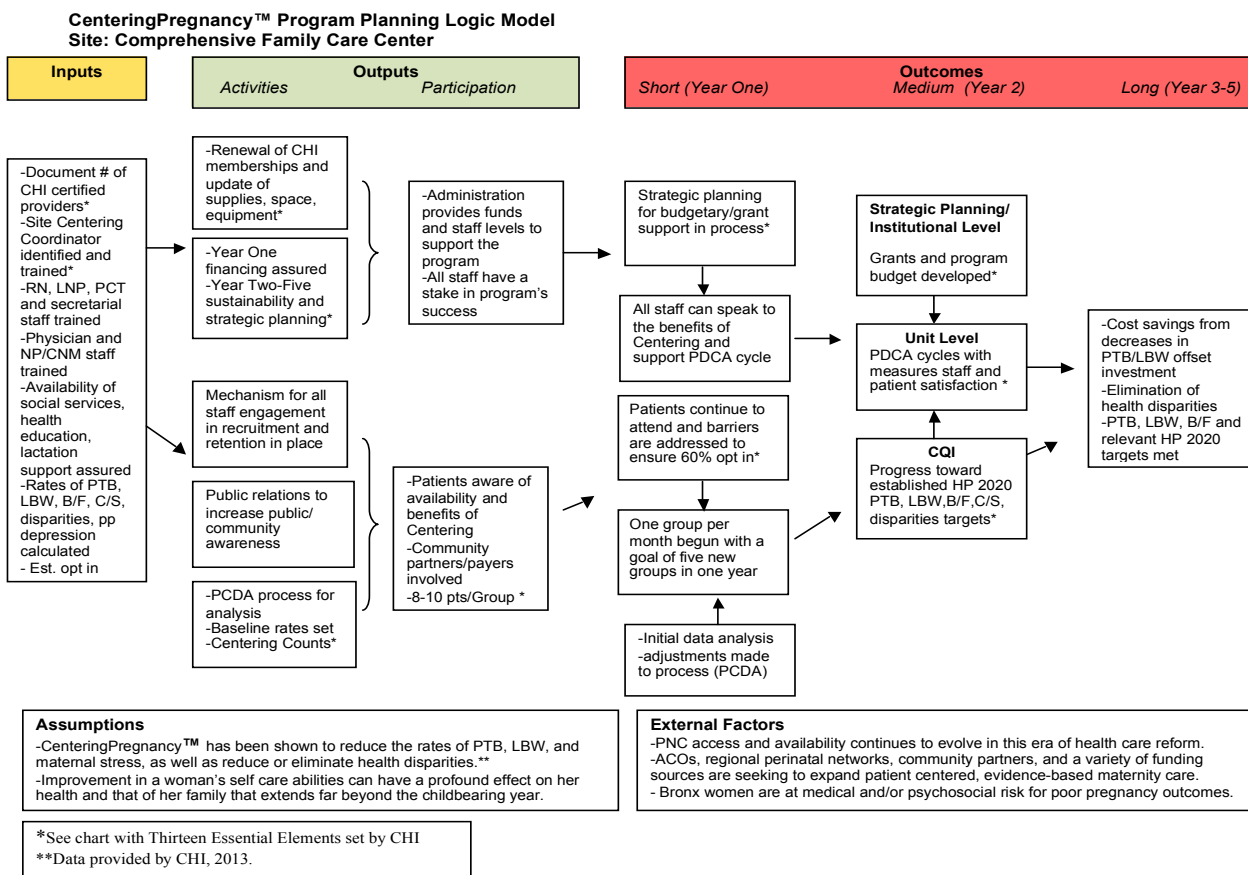 CenteringPregnancy™ Program Planning Logic Model
Site: Comprehensive Family Care Center
Inputs
Outputs
Activities
Participation
Outcomes
Short (Year One)
Medium (Year 2)
Long (Year 3-5)
-Document # of
CHI certified
providers*
-Site Centering
Coordinator
identified and
trained*
-RN, LNP, PCT
and secretarial
staff trained
-Physician and
NP/CNM staff
trained
-Availability of
social services,
health
education,
lactation
support assured
-Rates of PTB,
LBW, B/F, C/S,
disparities, pp
depression
calculated
- Est. opt in
-Renewal of CHI
memberships and
update of
supplies, space,
equipment*
-Year One
financing assured
-Year Two-Five
sustainability and
strategic planning*
Mechanism for all
staff engagement
in recruitment and
retention in place
Public relations to
increase public/
community
awareness
-PCDA process for
analysis
-Baseline rates set
-Centering Counts*
-Administration
provides funds
and staff levels to
support the
program
-All staff have a
stake in program's
success
-Patients aware of
availability and
benefits of
Centering
-Community
partners/payers
involved
-8-10 pts/Group *
Strategic planning
for budgetary/grant
support in process*
All staff can speak to
the benefits of
Centering and
support PDCA cycle
Patients continue to
attend and barriers
are addressed to
ensure 60% opt in*
One group per
month begun with a
goal of five new
groups in one year
-Initial data analysis
-adjustments made
to process (PCDA)
Strategic Planning/
Institutional Level
Grants and program
budget developed*
Unit Level
PDCA cycles with
measures staff and
patient satisfaction *
CQI
Progress toward
established HP 2020
PTB, LBW,B/F,C/S,
disparities targets*
-Cost savings from
decreases in
PTB/LBW offset
investment
-Elimination of
health disparities
-PTB, LBW, B/F and
relevant HP 2020
targets met
Assumptions
-CenteringPregnancy™ has been shown to reduce the rates of PTB, LBW, and
maternal stress, as well as reduce or eliminate health disparities.**
-Improvement in a woman's self care abilities can have a profound effect on her
health and that of her family that extends far beyond the childbearing year.
External Factors
-PNC access and availability continues to evolve in this era of health care reform.
-ACOs, regional perinatal networks, community partners, and a variety of funding
sources are seeking to expand patient centered, evidence-based maternity care.
- Bronx women are at medical and/or psychosocial risk for poor pregnancy outcomes.
*See chart with Thirteen Essential Elements set by CHI
**Data provided by CHI, 2013.